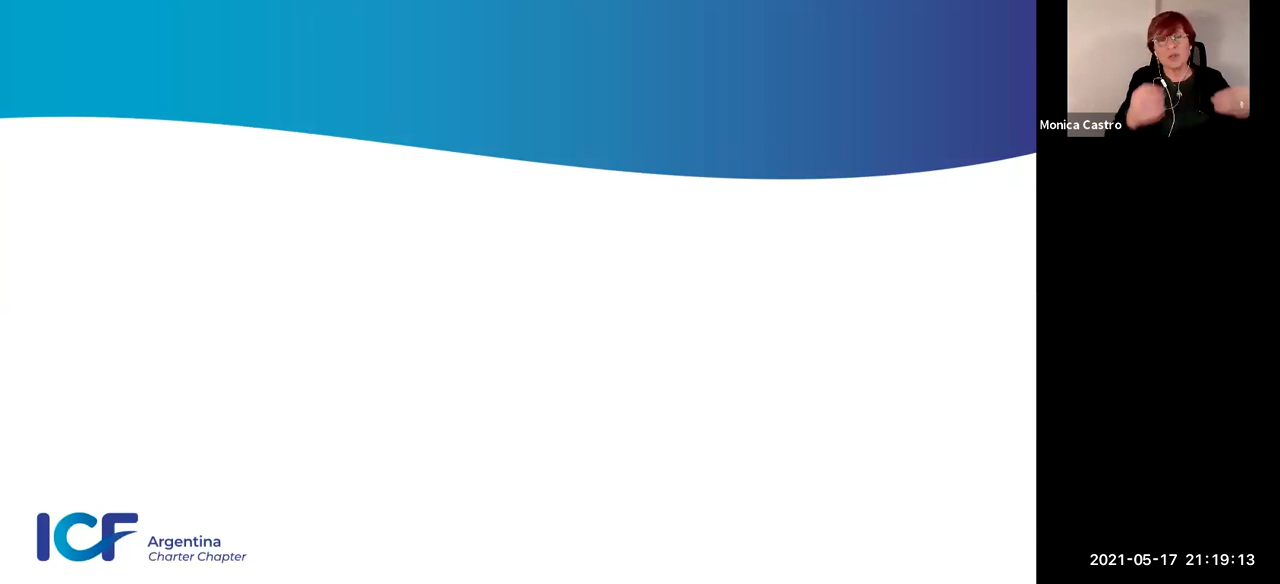 Monica Castro
ICF
Argentina
Charter Chapter
2021-05-17 21:19:13